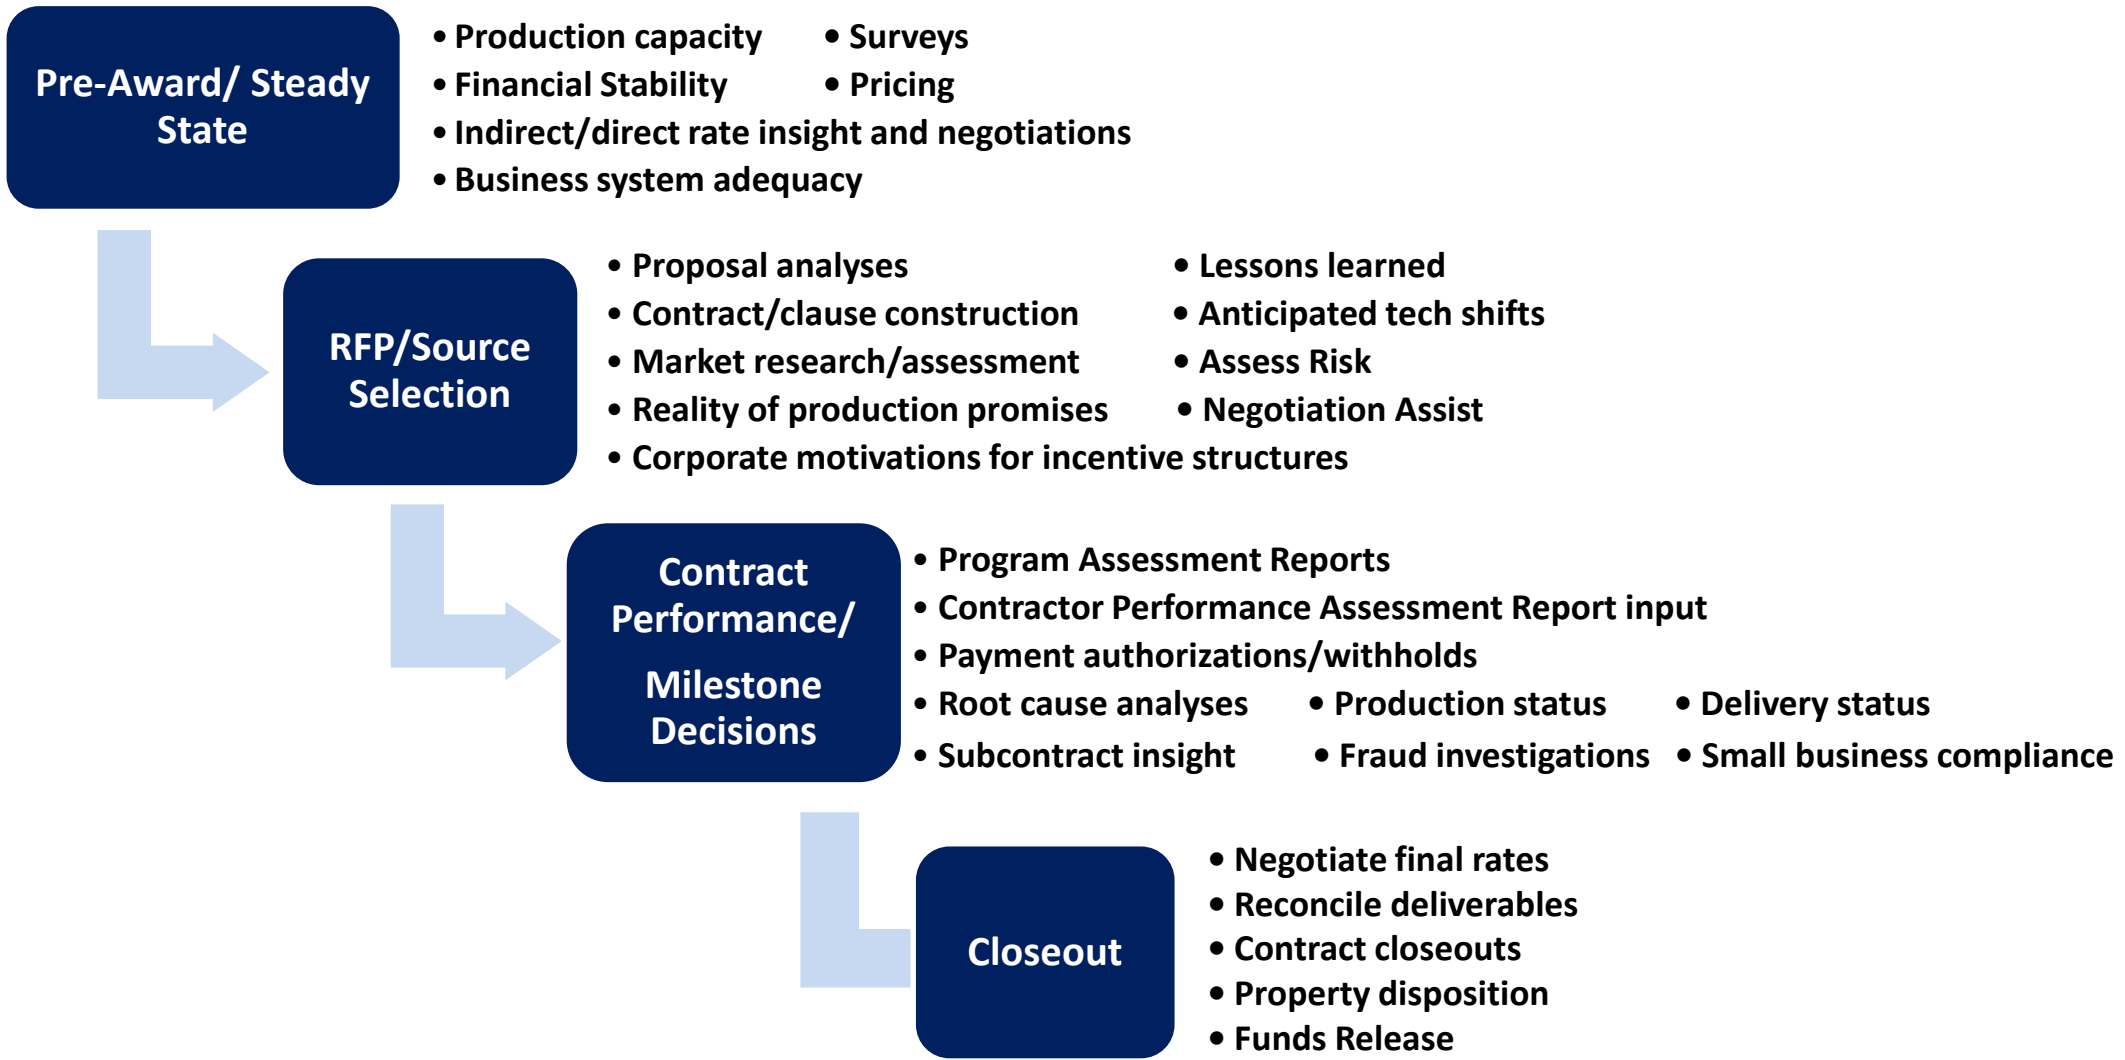 Pre-Award/ Steady
State
• Production capacity • Surveys
• Financial Stability • Pricing
• Indirect/direct rate insight and negotiations
• Business system adequacy
RFP/Source
Selection
• Proposal analyses • Lessons learned
• Contract/clause construction • Anticipated tech shifts
• Market research/assessment • Assess Risk
• Reality of production promises • Negotiation Assist
• Corporate motivations for incentive structures
Contract
Performance/
Milestone
Decisions
• Program Assessment Reports
• Contractor Performance Assessment Report input
• Payment authorizations/withholds
• Root cause analyses • Production status • Delivery status
• Subcontract insight • Fraud investigations • Small business compliance
Closeout
• Negotiate final rates
• Reconcile deliverables
• Contract closeouts
• Property disposition
• Funds Release